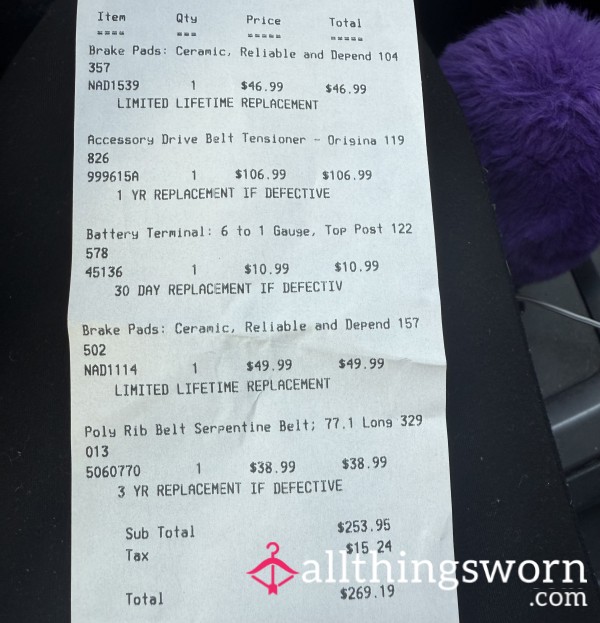 Item Qty Price Total
==== ==== ===== =====
Brake Pads: Ceramic, Reliable and Depend 104
357
NAD1539 1 $46.99 $46.99
LIMITED LIFETIME REPLACEMENT
Accessory Drive Belt Tensioner - Origina 119
826
999615A 1 $106.99 $106.99
1 YR REPLACEMENT IF DEFECTIVE
Battery Terminal: 6 to 1 Gauge, Top Post 122
578
45136 1 $10.99 $10.99
30 DAY REPLACEMENT IF DEFECTIV
Brake Pads: Ceramic, Reliable and Depend 157
502
NAD1114 1 $49.99 $49.99
LIMITED LIFETIME REPLACEMENT
Poly Rib Belt Serpentine Belt; 77.1 Long 329
013
5060770 1 $38.99 $38.99
3 YR REPLACEMENT IF DEFECTIVE
Sub Total $253.95
Tax $15.24
Total $269.19
allthingsworn
.com